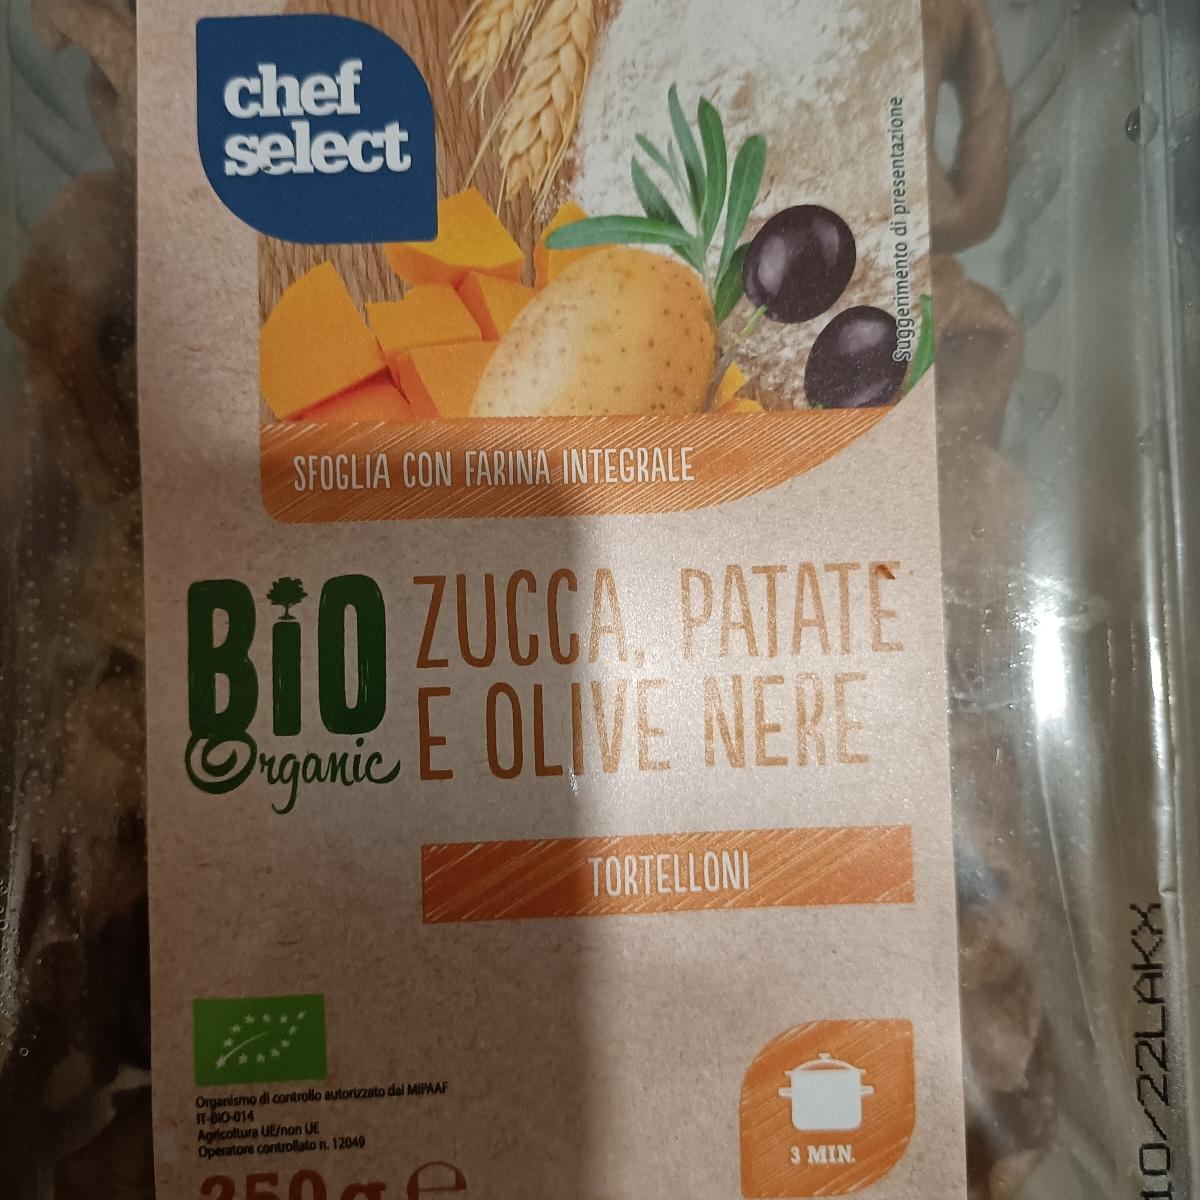 chef
select
Suggerimento di presentazione
SFOGLIA CON FARINA INTEGRALE
BiO
Organic
ZUCCA, PATATE
E OLIVE NERE
TORTELLONI
Organismo di controllo autorizzato dal MIPAAF
IT-BIO-014
Agricoltura UE/non UE
Operatore controllato n. 12049
3 MIN.
250g e
10/22LAKX